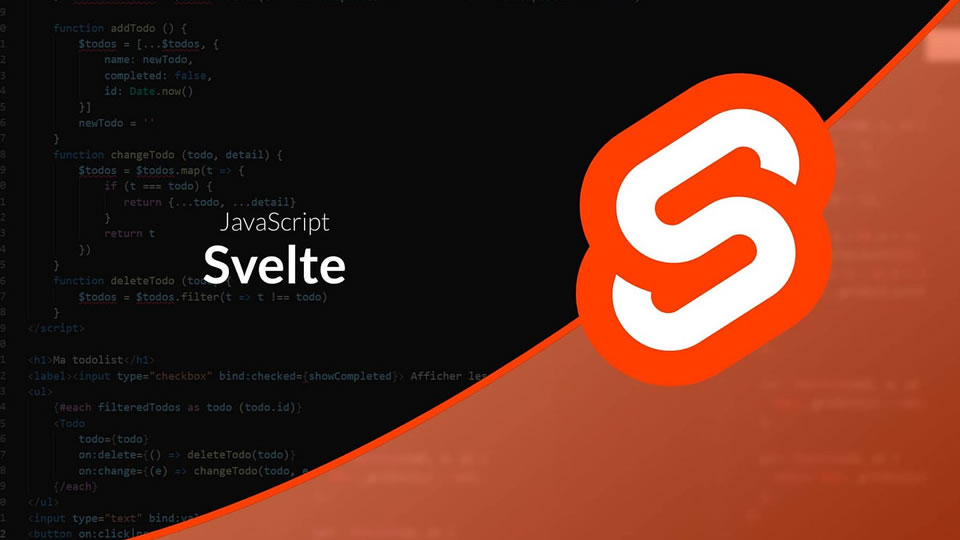 function addTodo () {
$todos = [...$todos, {
name: newTodo,
completed: false,
id: Date.now()
}]
newTodo = ''
}
function changeTodo (todo, detail) {
$todos = $todos.map(t => {
if (t === todo) {
return {...todo, ...detail}
}
return t
})
}
function deleteTodo (
$todos = $todos.filter(t => t !== todo)
}
</script>
<h1>Ma todolist</h1>
<label><input type="checkbox" bind:checked={showCompleted}> Afficher les
<ul>
{#each filteredTodos as todo (todo.id)}
<Todo
todo={todo}
on:delete={() => deleteTodo(todo)}
on:change={(e) => changeTodo(todo, e
{/each}
</ul>
<input type="text"
<button
JavaScript
Svelte